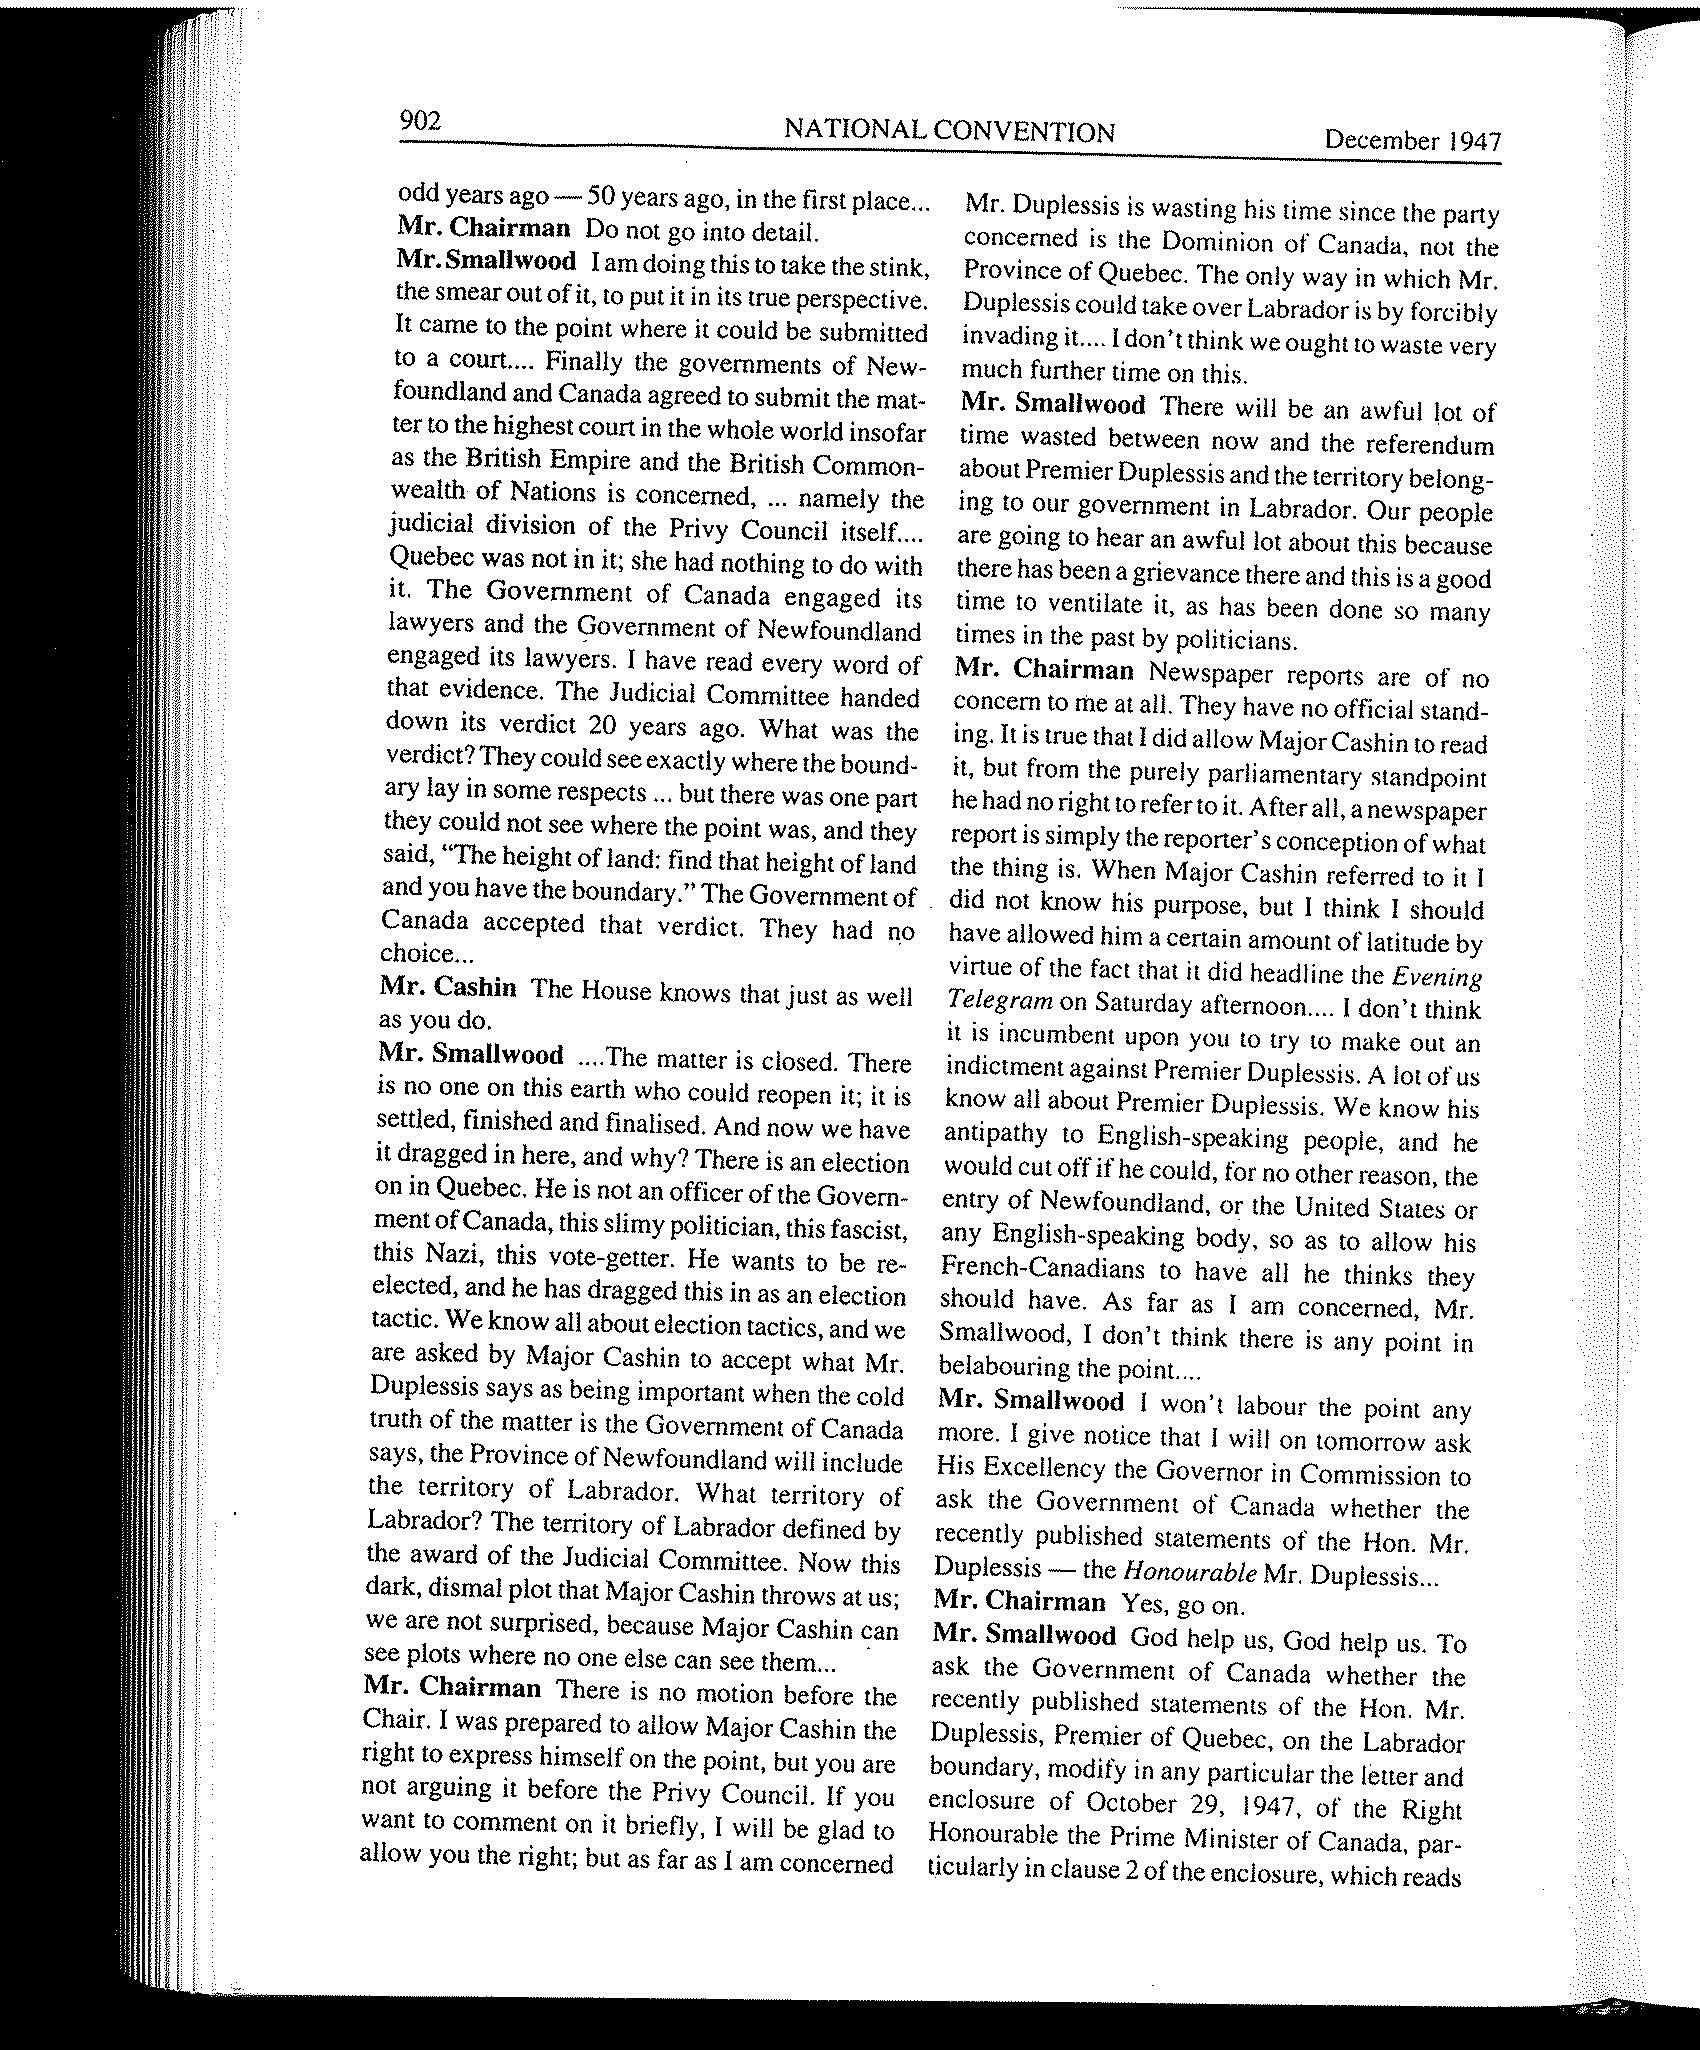 902
NATIONAL CONVENTION
December 1947
odd years ago — 50 years ago, in the first place...
Mr. Chairman Do not go into detail.
Mr. Smallwood I am doing this to take the stink,
the smear out of it, to put it in its true perspective.
It came to the point where it could be submitted
to a court.... Finally the governments of New-
foundland and Canada agreed to submit the mat-
ter to the highest court in the whole world insofar
as the British Empire and the British Common-
wealth of Nations is concerned, ... namely the
judicial division of the Privy Council itself....
Quebec was not in it; she had nothing to do with
it. The Government of Canada engaged its
lawyers and the Government of Newfoundland
engaged its lawyers. I have read every word of
that evidence. The Judicial Committee handed
down its verdict 20 years ago. What was the
verdict? They could see exactly where the bound-
ary lay in some respects ... but there was one part
they could not see where the point was, and they
said, “The height of land: find that height of land
and you have the boundary.” The Government of
Canada accepted that verdict. They had no
choice...
Mr. Cashin The House knows that just as well
as you do.
Mr. Smallwood ....The matter is closed. There
is no one on this earth who could reopen it; it is
settled, finished and finalised. And now we have
it dragged in here, and why? There is an election
on in Quebec. He is not an officer of the Govern-
ment of Canada, this slimy politician, this fascist,
this Nazi, this vote-getter. He wants to be re-
elected, and he has dragged this in as an election
tactic. We know all about election tactics, and we
are asked by Major Cashin to accept what Mr.
Duplessis says as being important when the cold
truth of the matter is the Government of Canada
says, the Province of Newfoundland will include
the territory of Labrador. What territory of
Labrador? The territory of Labrador defined by
the award of the Judicial Committee. Now this
dark, dismal plot that Major Cashin throws at us;
we are not surprised, because Major Cashin can
see plots where no one else can see them...
Mr. Chairman There is no motion before the
Chair. I was prepared to allow Major Cashin the
right to express himself on the point, but you are
not arguing it before the Privy Council. If you
want to comment on it briefly, I will be glad to
allow you the right; but as far as I am concerned
Mr. Duplessis is wasting his time since the party
concerned is the Dominion of Canada, not the
Province of Quebec. The only way in which Mr.
Duplessis could take over Labrador is by forcibly
invading it.... I don't think we ought to waste very
much further time on this.
Mr. Smallwood There will be an awful lot of
time wasted between now and the referendum
about Premier Duplessis and the territory belong-
ing to our government in Labrador. Our people
are going to hear an awful lot about this because
there has been a grievance there and this is a good
time to ventilate it, as has been done so many
times in the past by politicians.
Mr. Chairman Newspaper reports are of no
concern to me at all. They have no official stand-
ing. It is true that I did allow Major Cashin to read
it, but from the purely parliamentary standpoint
he had no right to refer to it. After all, a newspaper
report is simply the reporter's conception of what
the thing is. When Major Cashin referred to it I
did not know his purpose, but I think I should
have allowed him a certain amount of latitude by
virtue of the fact that it did headline the Evening
Telegram on Saturday afternoon.... I don't think
it is incumbent upon you to try to make out an
indictment against Premier Duplessis. A lot of us
know all about Premier Duplessis. We know his
antipathy to English-speaking people, and he
would cut off if he could, for no other reason, the
entry of Newfoundland, or the United States or
any English-speaking body, so as to allow his
French-Canadians to have all he thinks they
should have. As far as I am concerned, Mr.
Smallwood, I don't think there is any point in
belabouring the point....
Mr. Smallwood I won't labour the point any
more. I give notice that I will on tomorrow ask
His Excellency the Governor in Commission to
ask the Government of Canada whether the
recently published statements of the Hon. Mr.
Duplessis — the Honourable Mr. Duplessis...
Mr. Chairman Yes, go on.
Mr. Smallwood God help us, God help us. To
ask the Government of Canada whether the
recently published statements of the Hon. Mr.
Duplessis, Premier of Quebec, on the Labrador
boundary, modify in any particular the letter and
enclosure of October 29, 1947, of the Right
Honourable the Prime Minister of Canada, par-
ticularly in clause 2 of the enclosure, which reads